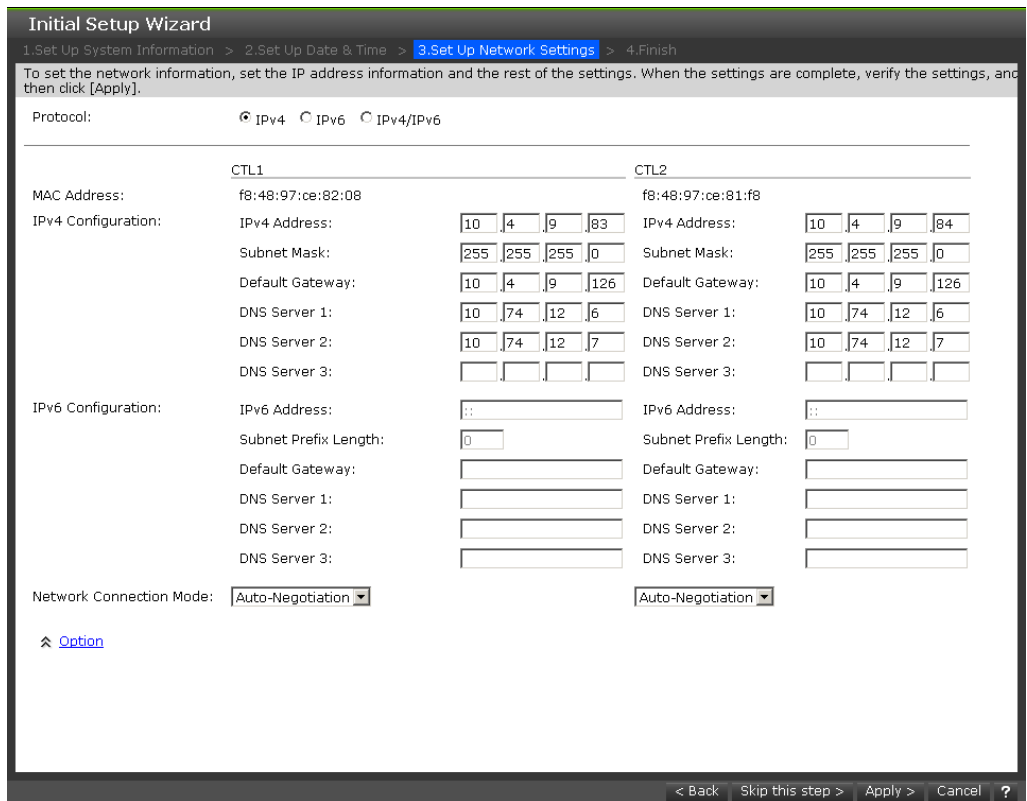 Initial Setup Wizard
1.Set Up System Information > 2.Set Up Date & Time > 3.Set Up Network Settings > 4.Finish
To set the network information, set the IP address information and the rest of the settings. When the settings are complete, verify the settings, and
then click [Apply].
Protocol: IPv4 IPv6 IPv4/IPv6
CTL1 CTL2
MAC Address: f8:48:97:ce:82:08 f8:48:97:ce:81:f8
IPv4 Configuration: IPv4 Address: 10 .4 .9 .83 IPv4 Address: 10 .4 .9 .84
Subnet Mask: 255 .255 .255 .0 Subnet Mask: 255 .255 .255 .0
Default Gateway: 10 .4 .9 .126 Default Gateway: 10 .4 .9 .126
DNS Server 1: 10 .74 .12 .6 DNS Server 1: 10 .74 .12 .6
DNS Server 2: 10 .74 .12 .7 DNS Server 2: 10 .74 .12 .7
DNS Server 3: . . . DNS Server 3: . . .
IPv6 Configuration: IPv6 Address: :: IPv6 Address: ::
Subnet Prefix Length: 0 Subnet Prefix Length: 0
Default Gateway: Default Gateway:
DNS Server 1: DNS Server 1:
DNS Server 2: DNS Server 2:
DNS Server 3: DNS Server 3:
Network Connection Mode: Auto-Negotiation Auto-Negotiation
Option
< Back Skip this step > Apply > Cancel ?